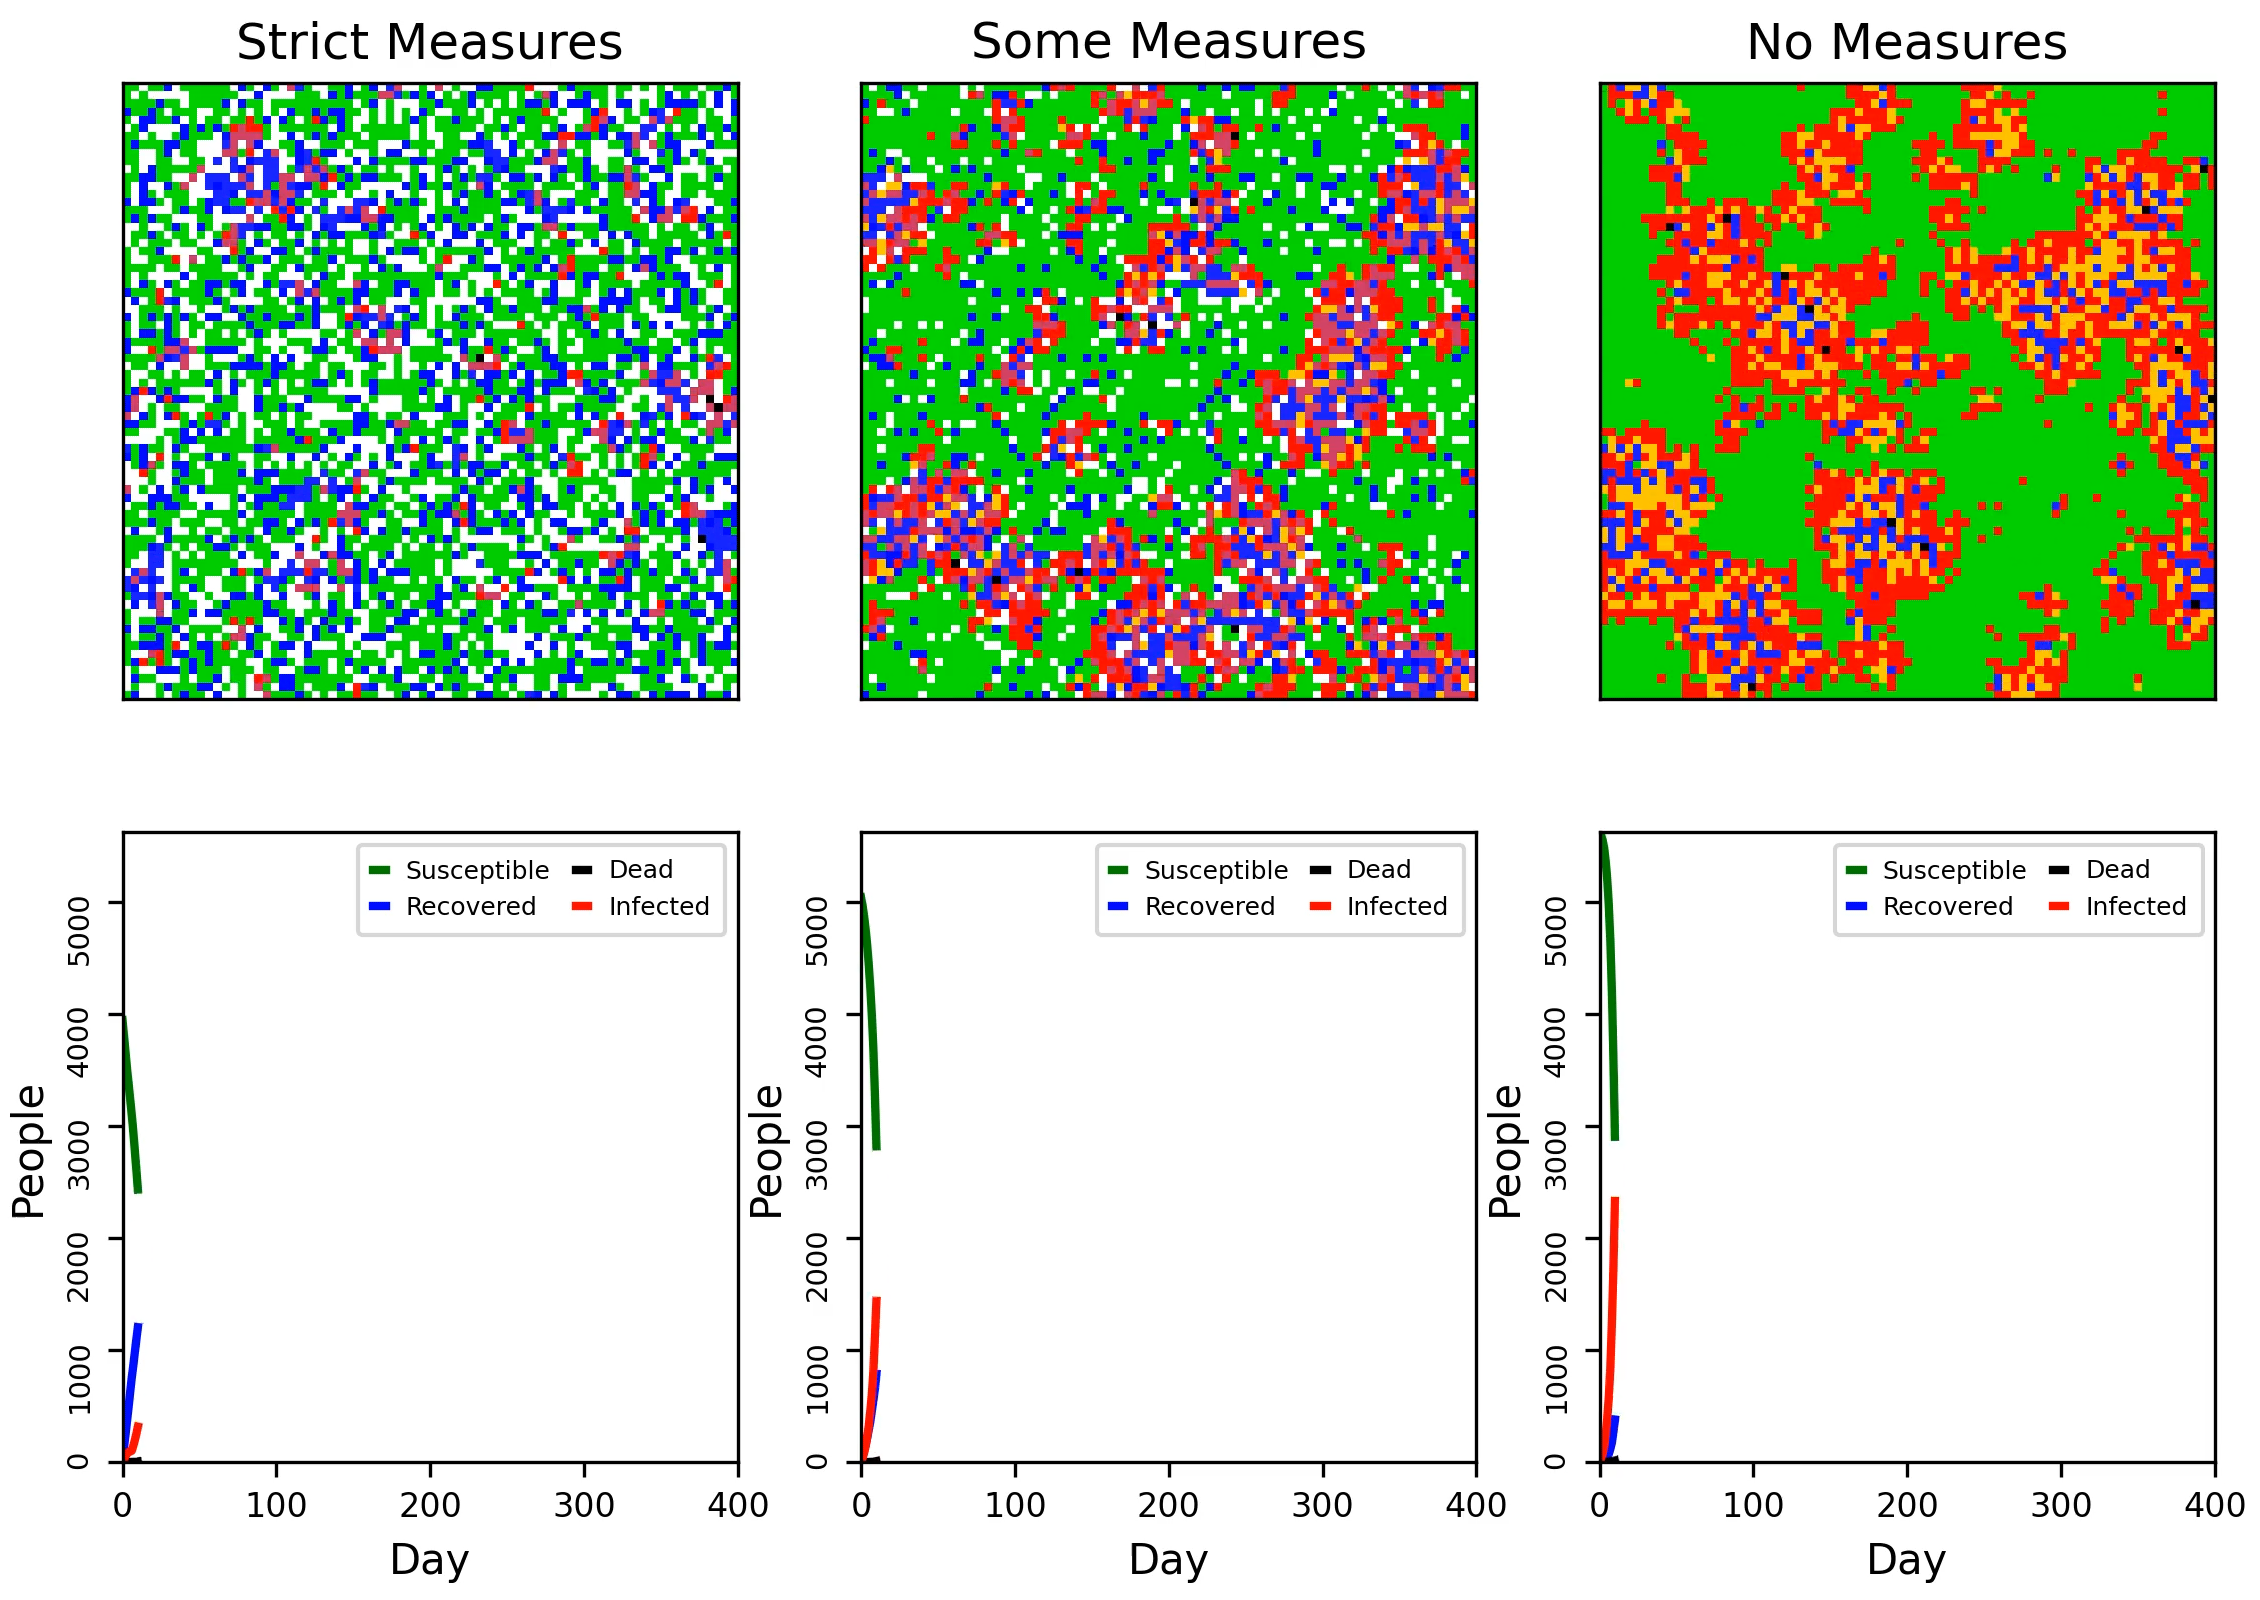 Strict Measures
Some Measures
No Measures
Susceptible Dead
Recovered Infected
5000
4000
3000
2000
1000
0
People
0 100 200 300 400
Day
Susceptible Dead
Recovered Infected
5000
4000
3000
2000
1000
0
People
0 100 200 300 400
Day
Susceptible Dead
Recovered Infected
5000
4000
3000
2000
1000
0
People
0 100 200 300 400
Day